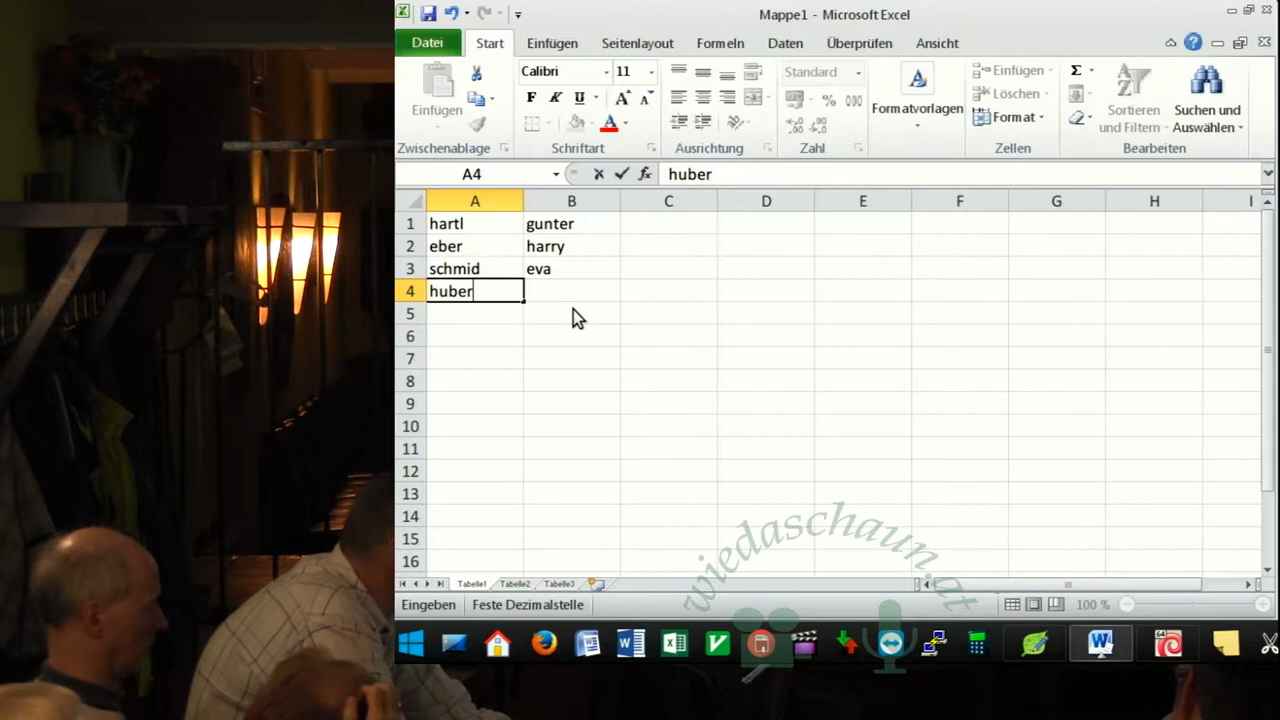 Mappe1 - Microsoft Excel
Datei Start Einfügen Seitenlayout Formeln Daten Überprüfen Ansicht
Einfügen
Zwischenablage
Calibri 11
F K U A A
A
Schriftart
Ausrichtung
Standard
% 000
Zahl
Formatvorlagen
Einfügen
Löschen
Format
Zellen
Σ
Sortieren
und Filtern
Suchen und
Auswählen
Bearbeiten
A4 fx huber
A B C D E F G H I
1 hartl gunter
2 eber harry
3 schmid eva
4 huber
5
6
7
8
9
10
11
12
13
14
15
16
wiedaschaun.at
Tabelle1 Tabelle2 Tabelle3
Eingeben Feste Dezimalstelle 100 %